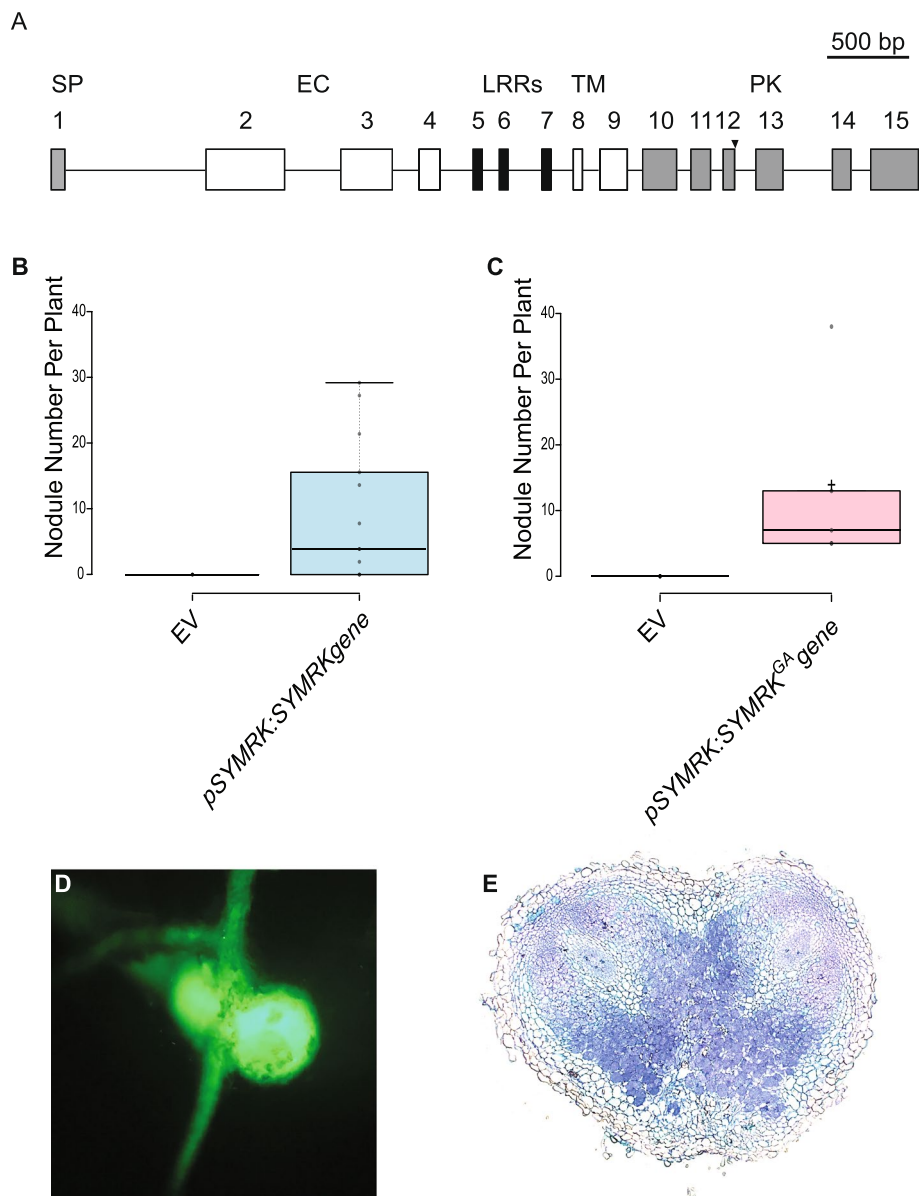 A
500 bp
SP EC LRRs TM PK
1 2 3 4 5 6 7 8 9 10 11 12 13 14 15
B
Nodule Number Per Plant
40
30
20
10
0
EV
pSYMRK:SYMRKgene
C
Nodule Number Per Plant
40
30
20
10
0
EV
pSYMRK:SYMRK^GA gene
D
E